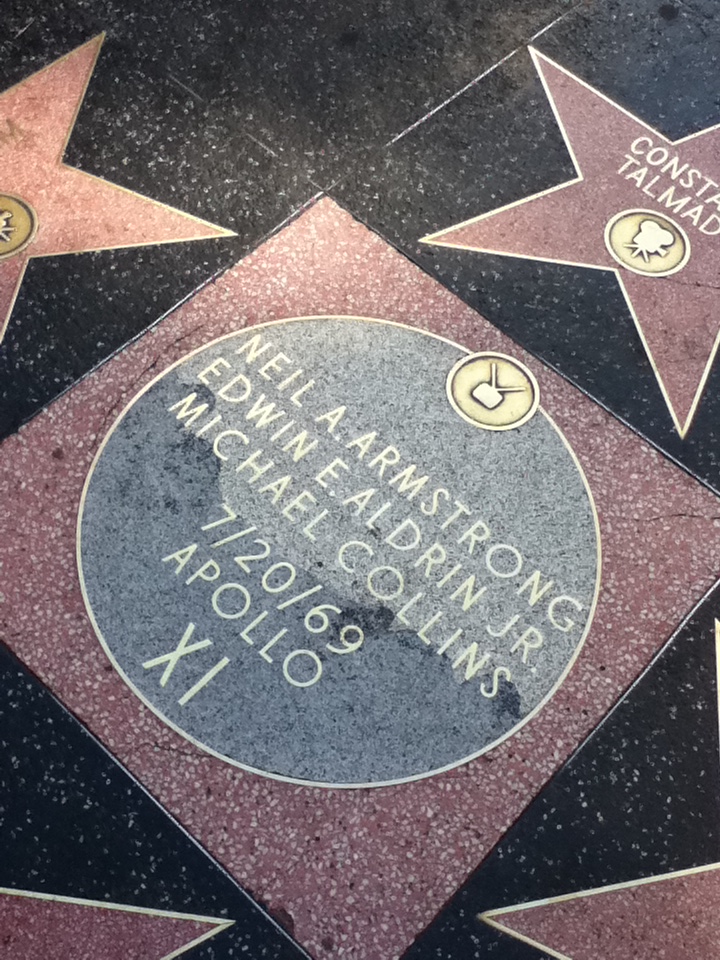 NEIL A. ARMSTRONG
EDWIN E. ALDRIN JR.
MICHAEL COLLINS
7/20/69
APOLLO
XI
CONSTA
TALMAD